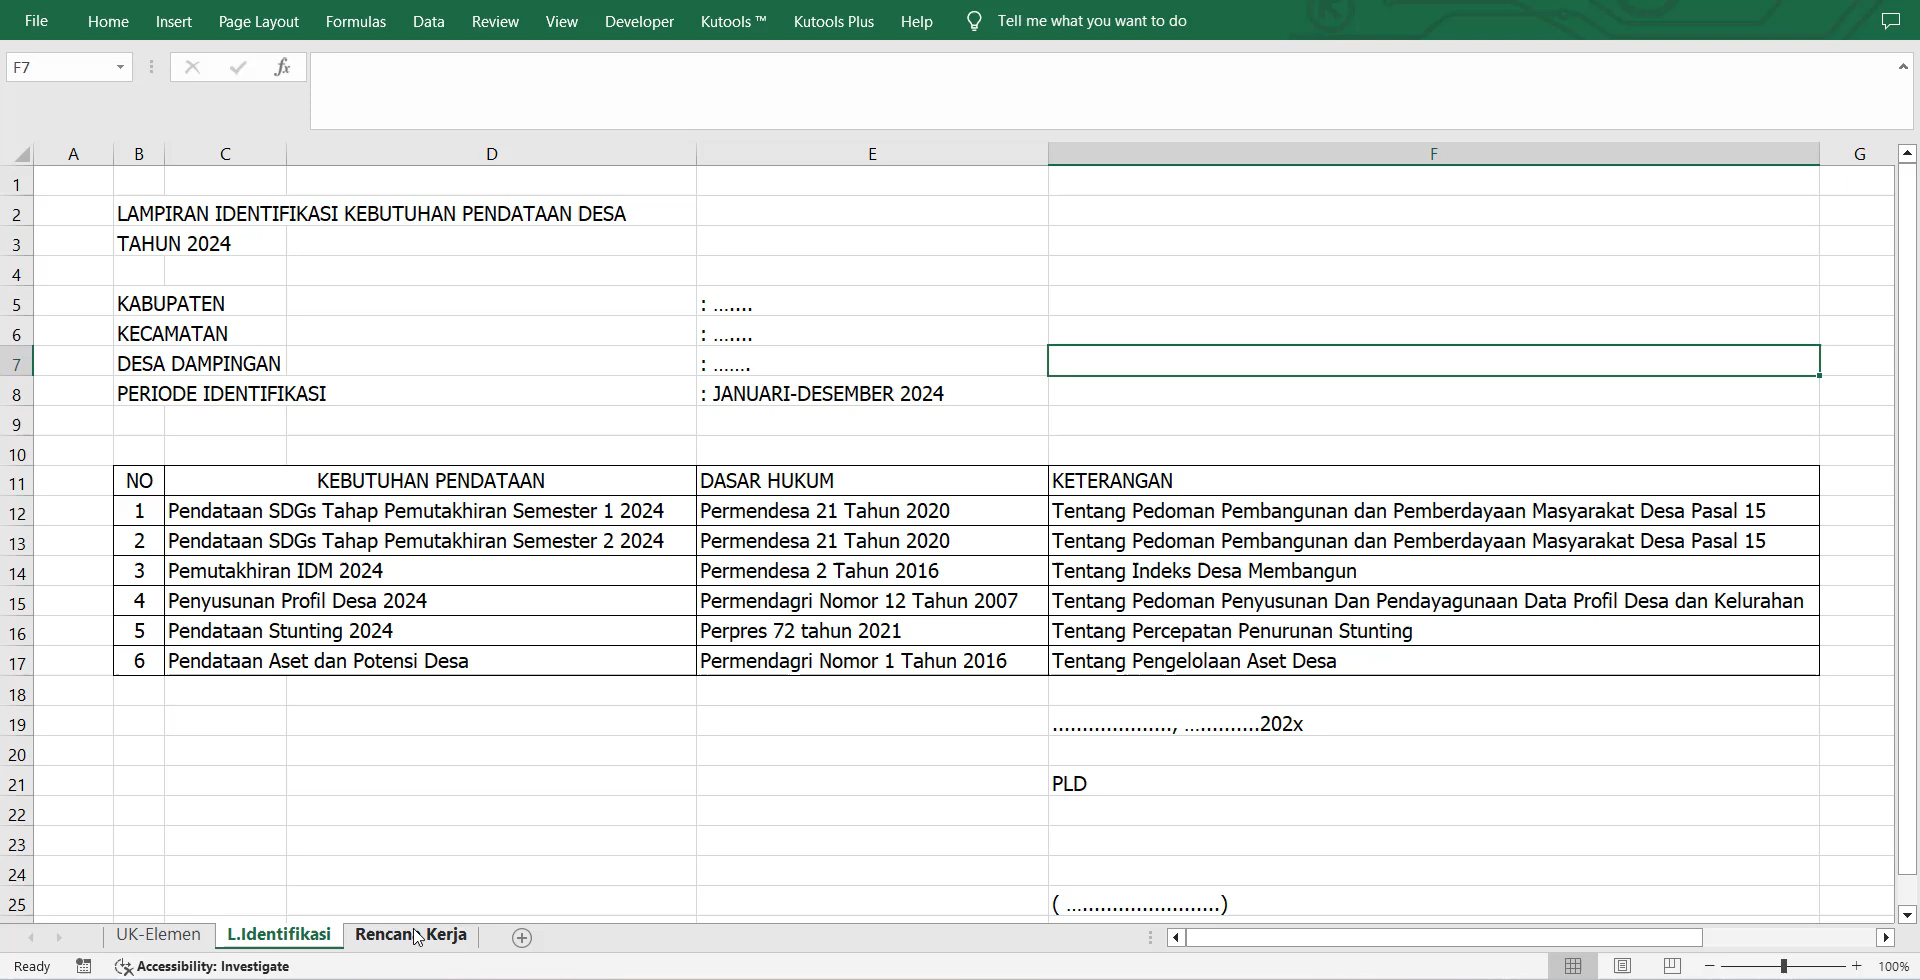 File Home Insert Page Layout Formulas Data Review View Developer Kutools ™ Kutools Plus Help Tell me what you want to do
F7 fx
A B C D E F G
1
2 LAMPIRAN IDENTIFIKASI KEBUTUHAN PENDATAAN DESA
3 TAHUN 2024
4
5 KABUPATEN : ….…
6 KECAMATAN : ….…
7 DESA DAMPINGAN : …….
8 PERIODE IDENTIFIKASI : JANUARI-DESEMBER 2024
9
10
11 NO KEBUTUHAN PENDATAAN DASAR HUKUM KETERANGAN
12 1 Pendataan SDGs Tahap Pemutakhiran Semester 1 2024 Permendesa 21 Tahun 2020 Tentang Pedoman Pembangunan dan Pemberdayaan Masyarakat Desa Pasal 15
13 2 Pendataan SDGs Tahap Pemutakhiran Semester 2 2024 Permendesa 21 Tahun 2020 Tentang Pedoman Pembangunan dan Pemberdayaan Masyarakat Desa Pasal 15
14 3 Pemutakhiran IDM 2024 Permendesa 2 Tahun 2016 Tentang Indeks Desa Membangun
15 4 Penyusunan Profil Desa 2024 Permendagri Nomor 12 Tahun 2007 Tentang Pedoman Penyusunan Dan Pendayagunaan Data Profil Desa dan Kelurahan
16 5 Pendataan Stunting 2024 Perpres 72 tahun 2021 Tentang Percepatan Penurunan Stunting
17 6 Pendataan Aset dan Potensi Desa Permendagri Nomor 1 Tahun 2016 Tentang Pengelolaan Aset Desa
18
19 ...................., ….……….202x
20
21 PLD
22
23
24
25 ( ….......................)
UK-Elemen L.Identifikasi Rencana Kerja
Ready Accessibility: Investigate 100%